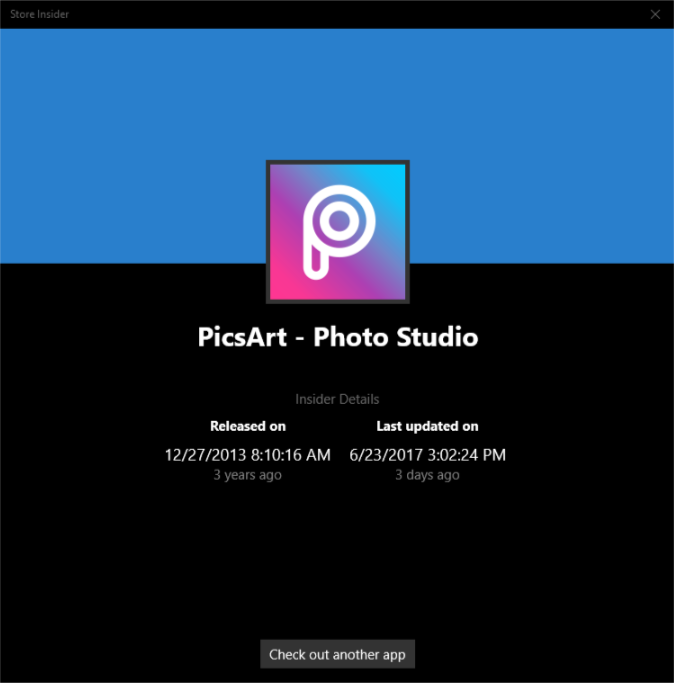 Store Insider
PicsArt - Photo Studio
Insider Details
Released on
Last updated on
12/27/2013 8:10:16 AM
6/23/2017 3:02:24 PM
3 years ago
3 days ago
Check out another app